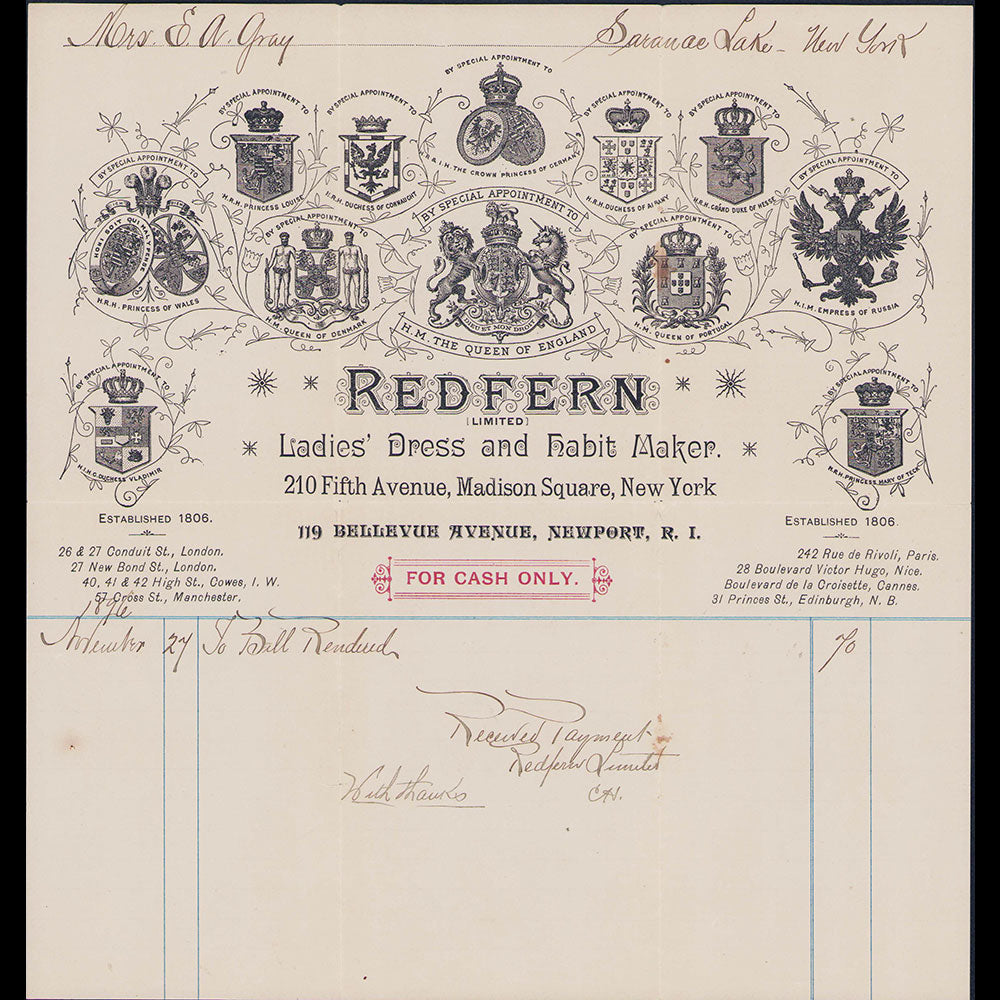 Mrs. E. A. Gray Saranac Lake - New York
BY SPECIAL APPOINTMENT TO
H.R. & I.H. THE CROWN PRINCESS OF GERMANY
BY SPECIAL APPOINTMENT TO
H.R.H. PRINCESS LOUISE
BY SPECIAL APPOINTMENT TO
H.R.H. DUCHESS OF CONNAUGHT
BY SPECIAL APPOINTMENT TO
H.R.H. DUCHESS OF ALBANY
BY SPECIAL APPOINTMENT TO
H.R.H. GRAND DUKE OF HESSE
BY SPECIAL APPOINTMENT TO
HONI SOIT QUI MAL Y PENSE
H.R.H. PRINCESS OF WALES
BY SPECIAL APPOINTMENT TO
H.M. QUEEN OF DENMARK
BY SPECIAL APPOINTMENT TO
DIEU ET MON DROIT
H.M. THE QUEEN OF ENGLAND
BY SPECIAL APPOINTMENT TO
H.M. QUEEN OF PORTUGAL
BY SPECIAL APPOINTMENT TO
H.I.M. EMPRESS OF RUSSIA
BY SPECIAL APPOINTMENT TO
H.I.H.G. DUCHESS VLADIMIR
BY SPECIAL APPOINTMENT TO
H.R.H. PRINCESS MARY OF TECK
REDFERN
[LIMITED]
Ladies' Dress and Habit Maker.
210 Fifth Avenue, Madison Square, New York
119 BELLEVUE AVENUE, NEWPORT, R. I.
FOR CASH ONLY.
ESTABLISHED 1806.
26 & 27 Conduit St., London.
27 New Bond St., London.
40, 41 & 42 High St., Cowes, I. W.
57 Cross St., Manchester.
ESTABLISHED 1806.
242 Rue de Rivoli, Paris.
28 Boulevard Victor Hugo, Nice.
Boulevard de la Croisette, Cannes.
31 Princes St., Edinburgh, N. B.
1896
November 27 To Bill Rendered 70
Received Payment
Redfern Limited
With thanks